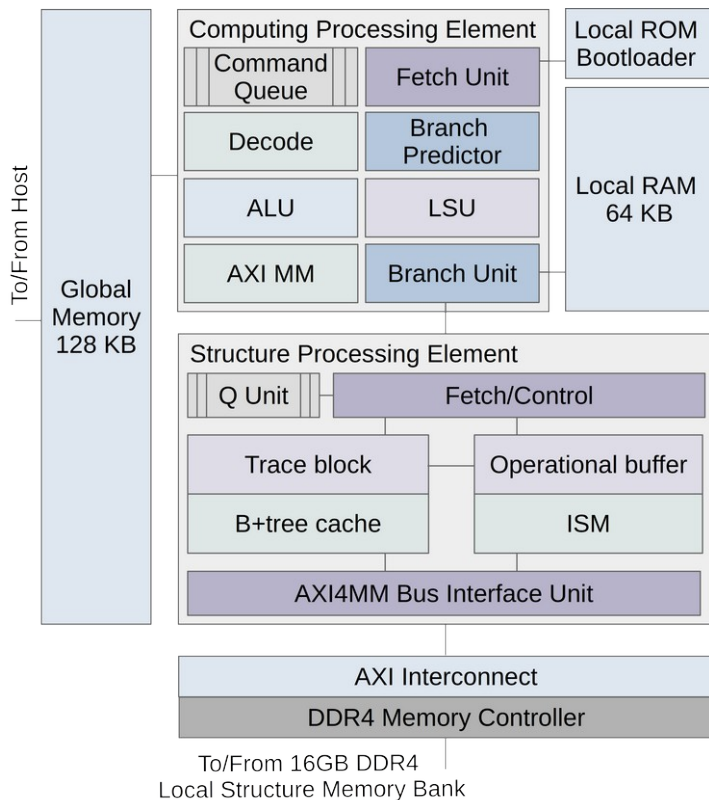 Computing Processing Element
Local ROM
Bootloader
Command
Queue
Fetch Unit
Decode
Branch
Predictor
Local RAM
64 KB
ALU
LSU
AXI MM
Branch Unit
To/From Host
Global
Memory
128 KB
Structure Processing Element
Q Unit
Fetch/Control
Trace block
Operational buffer
B+tree cache
ISM
AXI4MM Bus Interface Unit
AXI Interconnect
DDR4 Memory Controller
To/From 16GB DDR4
Local Structure Memory Bank